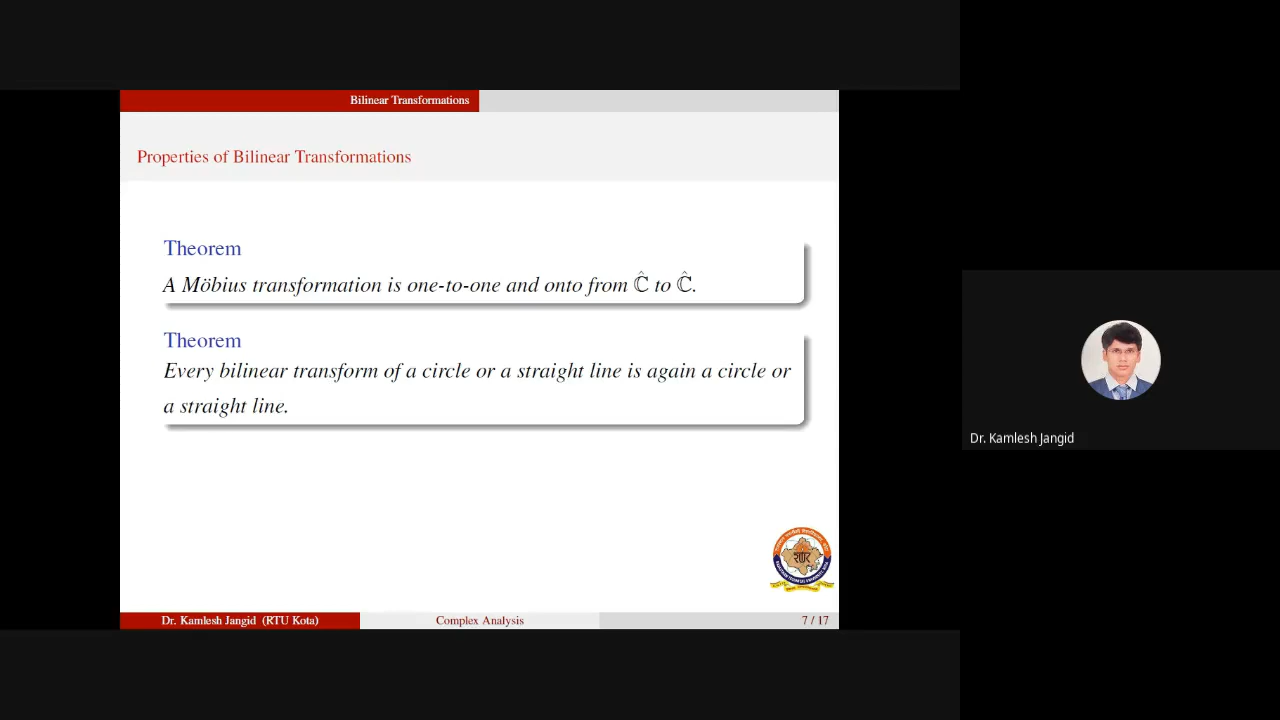 Bilinear Transformations
Properties of Bilinear Transformations
Theorem
A Möbius transformation is one-to-one and onto from Ĉ to Ĉ.
Theorem
Every bilinear transform of a circle or a straight line is again a circle or
a straight line.
Dr. Kamlesh Jangid
Dr. Kamlesh Jangid (RTU Kota)
Complex Analysis
7 / 17